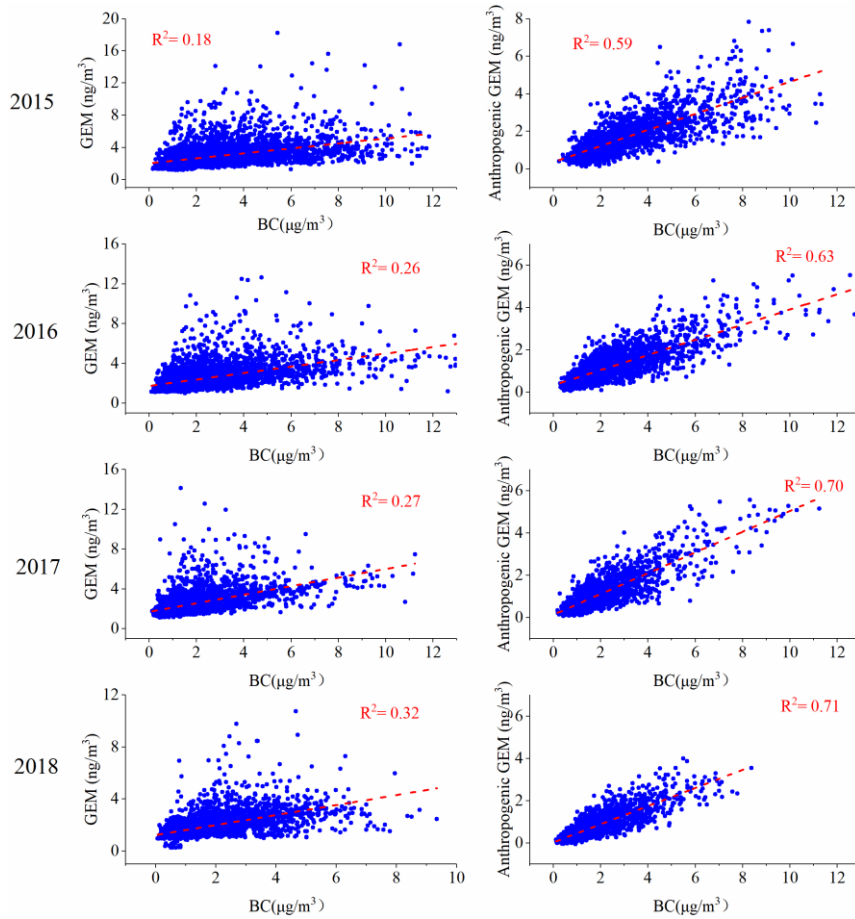 2015
GEM (ng/m³)
20
16
12
8
4
0
R²= 0.18
0 2 4 6 8 10 12
BC(μg/m³)
Anthropogenic GEM (ng/m³)
8
6
4
2
0
R²= 0.59
0 2 4 6 8 10 12
BC(μg/m³)
2016
GEM (ng/m³)
16
12
8
4
0
R²= 0.26
0 2 4 6 8 10 12
BC(μg/m³)
Anthropogenic GEM (ng/m³)
6
4
2
0
R²= 0.63
0 2 4 6 8 10 12
BC(μg/m³)
2017
GEM (ng/m³)
16
12
8
4
0
R²= 0.27
0 2 4 6 8 10 12
BC(μg/m³)
Anthropogenic GEM (ng/m³)
6
4
2
0
R²= 0.70
0 2 4 6 8 10 12
BC(μg/m³)
2018
GEM (ng/m³)
12
8
4
0
R²= 0.32
0 2 4 6 8 10
BC(μg/m³)
Anthropogenic GEM (ng/m³)
6
4
2
0
R²= 0.71
0 2 4 6 8 10 12
BC(μg/m³)